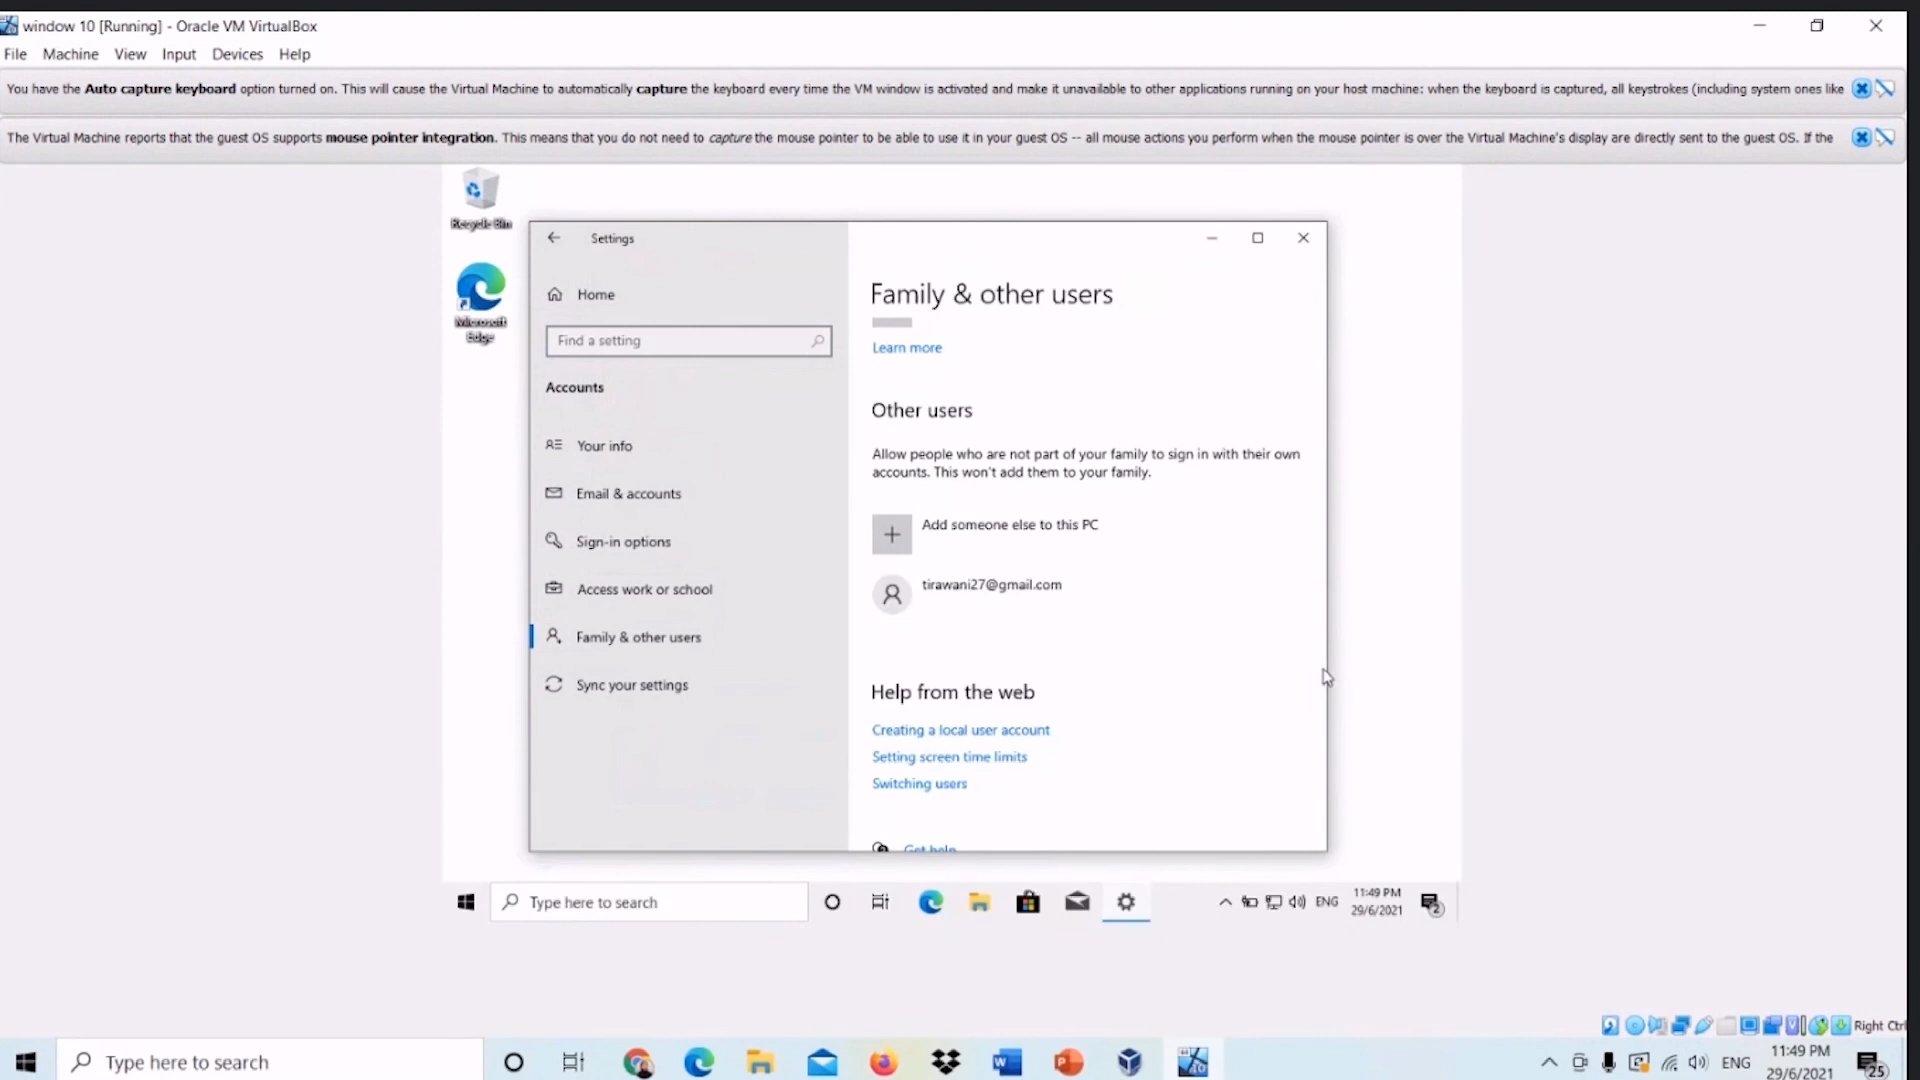 window 10 [Running] - Oracle VM VirtualBox
File Machine View Input Devices Help
You have the Auto capture keyboard option turned on. This will cause the Virtual Machine to automatically capture the keyboard every time the VM window is activated and make it unavailable to other applications running on your host machine: when the keyboard is captured, all keystrokes (including system ones like
The Virtual Machine reports that the guest OS supports mouse pointer integration. This means that you do not need to capture the mouse pointer to be able to use it in your guest OS -- all mouse actions you perform when the mouse pointer is over the Virtual Machine's display are directly sent to the guest OS. If the
Recycle Bin
Microsoft
Edge
Settings
Home
Find a setting
Accounts
Your info
Email & accounts
Sign-in options
Access work or school
Family & other users
Sync your settings
Family & other users
Learn more
Other users
Allow people who are not part of your family to sign in with their own
accounts. This won't add them to your family.
Add someone else to this PC
tirawani27@gmail.com
Help from the web
Creating a local user account
Setting screen time limits
Switching users
Get help
Type here to search
ENG
11:49 PM
29/6/2021
2
Right Ctrl
Type here to search
ENG
11:49 PM
29/6/2021
25